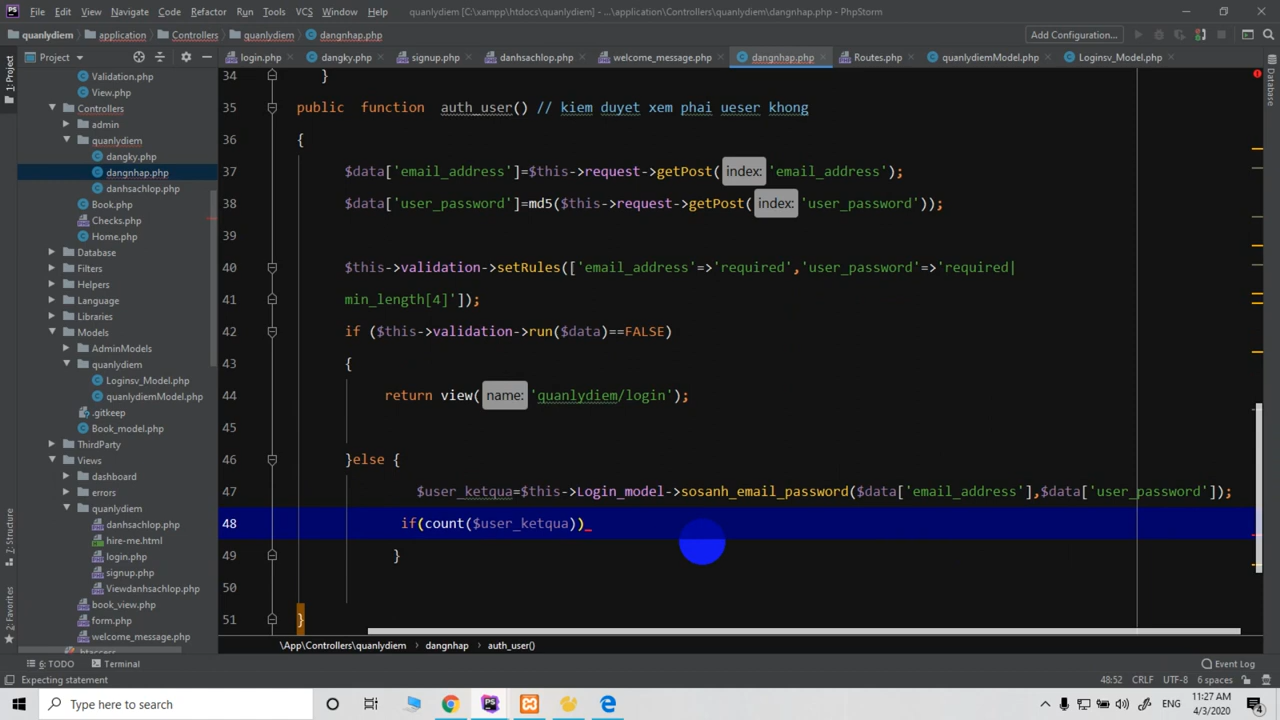 File Edit View Navigate Code Refactor Run Tools VCS Window Help quanlydiem [C:\xampp\htdocs\quanlydiem] - ...\application\Controllers\quanlydiem\dangnhap.php - PhpStorm
quanlydiem application Controllers quanlydiem dangnhap.php Add Configuration...
Project login.php dangky.php signup.php danhsachlop.php welcome_message.php dangnhap.php Routes.php quanlydiemModel.php Loginsv_Model.php
1: Project
7: Structure
2: Favorites
Database
Validation.php
View.php
Controllers
admin
quanlydiem
dangky.php
dangnhap.php
danhsachlop.php
Book.php
Checks.php
Home.php
Database
Filters
Helpers
Language
Libraries
Models
AdminModels
quanlydiem
Loginsv_Model.php
quanlydiemModel.php
.gitkeep
Book_model.php
ThirdParty
Views
dashboard
errors
quanlydiem
danhsachlop.php
hire-me.html
login.php
signup.php
Viewdanhsachlop.php
book_view.php
form.php
welcome_message.php
.htaccess
34 }
35 public function auth_user() // kiem duyet xem phai ueser khong
36 {
37 $data['email_address']=$this->request->getPost( index: 'email_address');
38 $data['user_password']=md5($this->request->getPost( index: 'user_password'));
39
40 $this->validation->setRules(['email_address'=>'required','user_password'=>'required|
41 min_length[4]']);
42 if ($this->validation->run($data)==FALSE)
43 {
44 return view( name: 'quanlydiem/login');
45
46 }else {
47 $user_ketqua=$this->Login_model->sosanh_email_password($data['email_address'],$data['user_password']);
48 if(count($user_ketqua))
49 }
50
51 }
\App\Controllers\quanlydiem dangnhap auth_user()
6: TODO Terminal Event Log
Expecting statement 48:52 CRLF UTF-8 6 spaces
Type here to search ENG 11:27 AM 4/3/2020 4